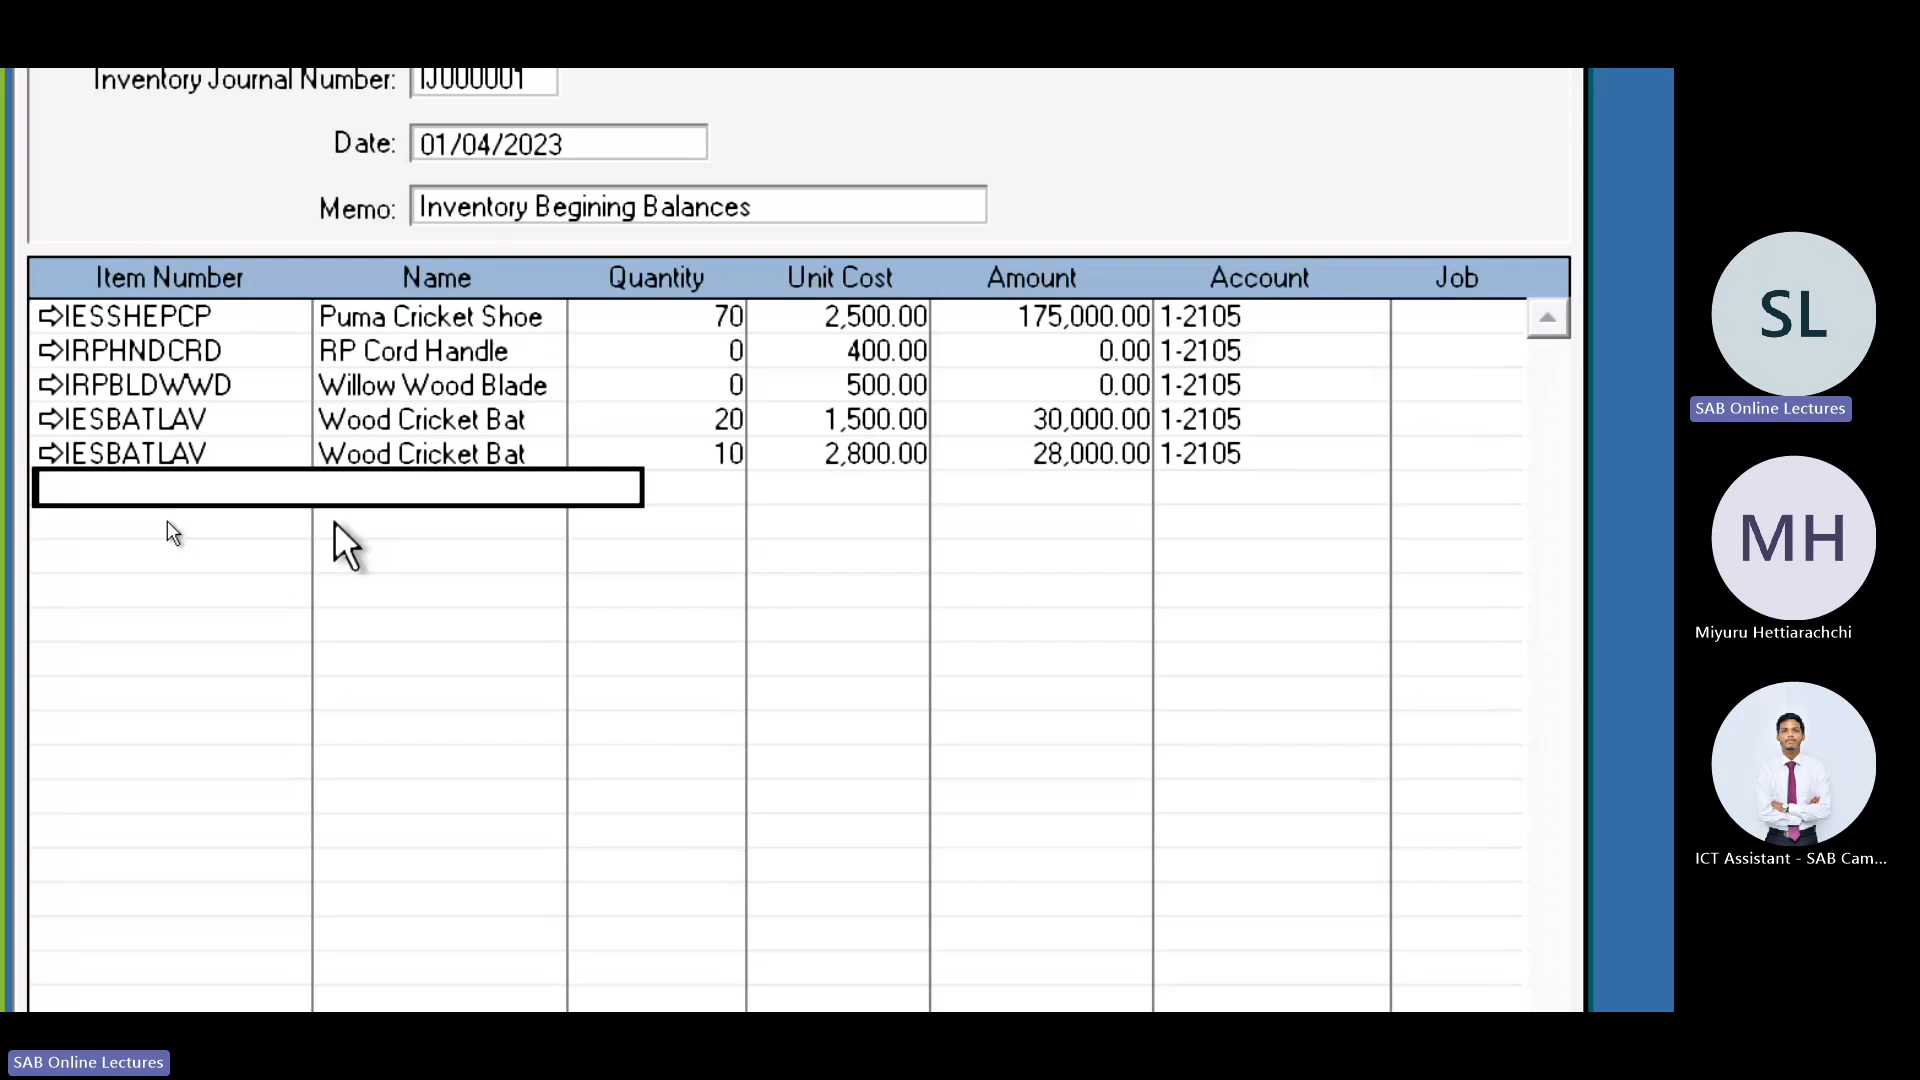 Inventory Journal Number: IJ000001
Date: 01/04/2023
Memo: Inventory Begining Balances
Item Number Name Quantity Unit Cost Amount Account Job
IESSHEPCP Puma Cricket Shoe 70 2,500.00 175,000.00 1-2105
IRPHNDCRD RP Cord Handle 0 400.00 0.00 1-2105
IRPBLDWWD Willow Wood Blade 0 500.00 0.00 1-2105
IESBATLAV Wood Cricket Bat 20 1,500.00 30,000.00 1-2105
IESBATLAV Wood Cricket Bat 10 2,800.00 28,000.00 1-2105
SL
SAB Online Lectures
MH
Miyuru Hettiarachchi
ICT Assistant - SAB Cam...
SAB Online Lectures